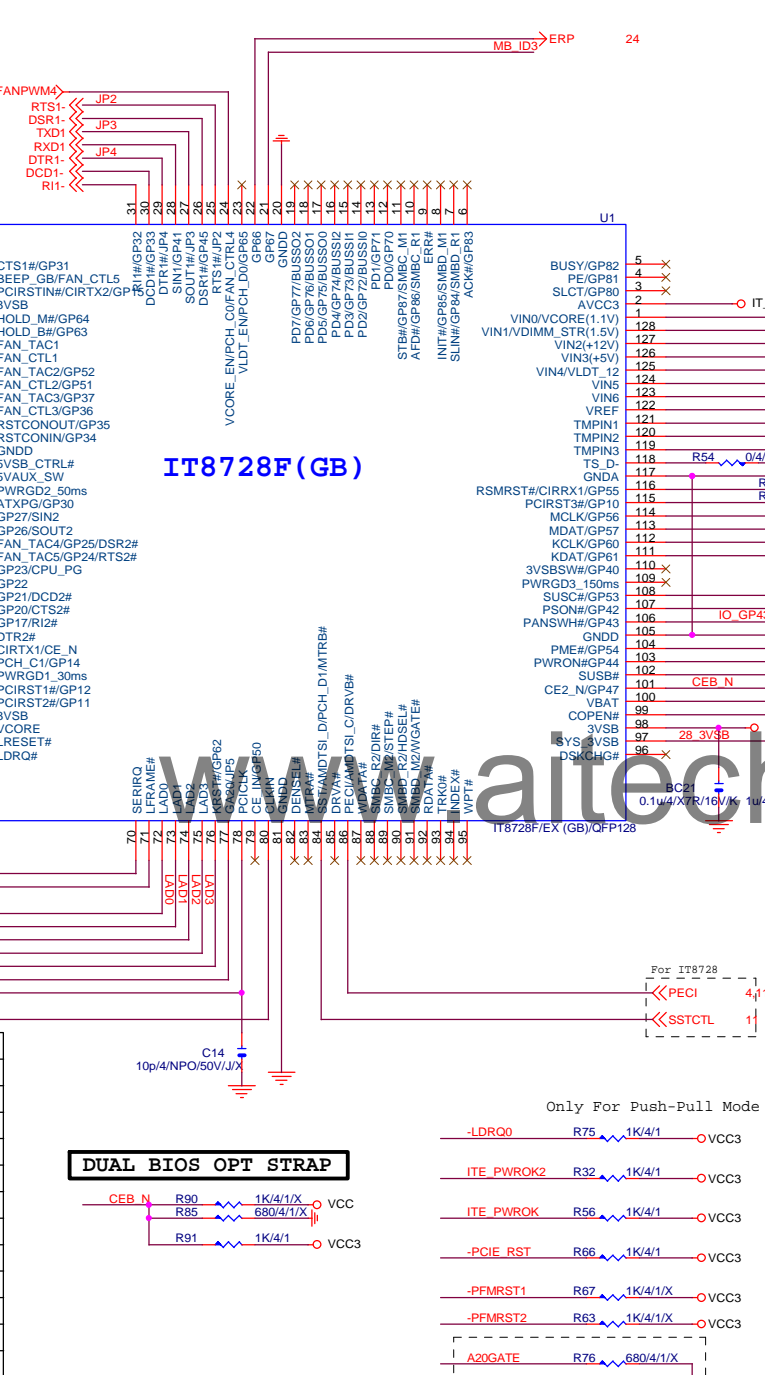 ERP 24
MB_ID3
FANPWM4
RTS1- JP2
DSR1-
TXD1 JP3
RXD1
DTR1- JP4
DCD1-
RI1-
31 30 29 28 27 26 25 24 23 22 21 20 19 18 17 16 15 14 13 12 11 10 9 8 7 6
U1
RI1#/GP32
DCD1#/GP33
DTR1#/JP4
SIN1/GP41
SOUT1#/JP3
DSR1#/GP45
RTS1#/JP2
VCORE_EN/PCH_C0/FAN_CTRL4
VLDT_EN/PCH_D0/GP65
GP66
GP67
GNDD
PD7/GP77/BUSSO2
PD6/GP76/BUSSO1
PD5/GP75/BUSSO0
PD4/GP74/BUSSI2
PD3/GP73/BUSSI1
PD2/GP72/BUSSI0
PD1/GP71
PD0/GP70
STB#/GP87/SMBC_M1
AFD#/GP86/SMBC_R1
ERR#
INIT#/GP85/SMBD_M1
SLIN#/GP84/SMBD_R1
ACK#/GP83
CTS1#/GP31
BEEP_GB/FAN_CTL5
PCIRSTIN#/CIRTX2/GP15
3VSB
HOLD_M#/GP64
HOLD_B#/GP63
FAN_TAC1
FAN_CTL1
FAN_TAC2/GP52
FAN_CTL2/GP51
FAN_TAC3/GP37
FAN_CTL3/GP36
RSTCONOUT/GP35
RSTCONIN/GP34
GNDD
5VSB_CTRL#
5VAUX_SW
PWRGD2_50ms
ATXPG/GP30
GP27/SIN2
GP26/SOUT2
FAN_TAC4/GP25/DSR2#
FAN_TAC5/GP24/RTS2#
GP23/CPU_PG
GP22
GP21/DCD2#
GP20/CTS2#
GP17/RI2#
DTR2#
CIRTX1/CE_N
PCH_C1/GP14
PWRGD1_30ms
PCIRST1#/GP12
PCIRST2#/GP11
3VSB
VCORE
LRESET#
LDRQ#
IT8728F(GB)
BUSY/GP82 5
PE/GP81 4
SLCT/GP80 3
AVCC3 2 IT_
VIN0/VCORE(1.1V) 1
VIN1/VDIMM_STR(1.5V) 128
VIN2(+12V) 127
VIN3(+5V) 126
VIN4/VLDT_12 125
VIN5 124
VIN6 123
VREF 122
TMPIN1 121
TMPIN2 120
TMPIN3 119
TS_D- 118 R54 0/4/
GNDA 117
RSMRST#/CIRRX1/GP55 116 R
PCIRST3#/GP10 115 R
MCLK/GP56 114
MDAT/GP57 113
KCLK/GP60 112
KDAT/GP61 111
3VSBSW#/GP40 110
PWRGD3_150ms 109
SUSC#/GP53 108
PSON#/GP42 107
PANSWH#/GP43 106 IO_GP43
GNDD 105
PME#/GP54 104
PWRON#GP44 103
SUSB# 102
CE2_N/GP47 101 CEB_N
VBAT 100
COPEN# 99
3VSB 98
SYS_3VSB 97 28_3VSB
DSKCHG# 96
BC21
0.1u/4/X7R/16V/K 1u/4
SERIRQ
LFRAME#
LAD0
LAD1
LAD2
LAD3
KRST#/GP62
GA20/JP5
PCICLK
CE_IN/GP50
CLKIN
GNDD
DENSEL#
MTRA#
SST/AMDTSI_D/PCH_D1/MTRB#
DRVA#
PECI/AMDTSI_C/DRVB#
WDATA#
SMBC_R2/DIR#
SMBC_M2/STEP#
SMBD_R2/HDSEL#
SMBD_M2/WGATE#
RDATA#
TRK0#
INDEX#
WPT#
www.aitech
IT8728F/EX (GB)/QFP128
70 71 72 73 74 75 76 77 78 79 80 81 82 83 84 85 86 87 88 89 90 91 92 93 94 95
LAD0
LAD1
LAD2
LAD3
For IT8728
PECI 4,11
SSTCTL 11
C14
10p/4/NPO/50V/J/X
Only For Push-Pull Mode
-LDRQ0 R75 1K/4/1 VCC3
DUAL BIOS OPT STRAP
ITE_PWROK2 R32 1K/4/1 VCC3
CEB_N R90 1K/4/1/X VCC
R85 680/4/1/X
ITE_PWROK R56 1K/4/1 VCC3
R91 1K/4/1 VCC3
-PCIE_RST R66 1K/4/1 VCC3
-PFMRST1 R67 1K/4/1/X VCC3
-PFMRST2 R63 1K/4/1/X VCC3
A20GATE R76 680/4/1/X